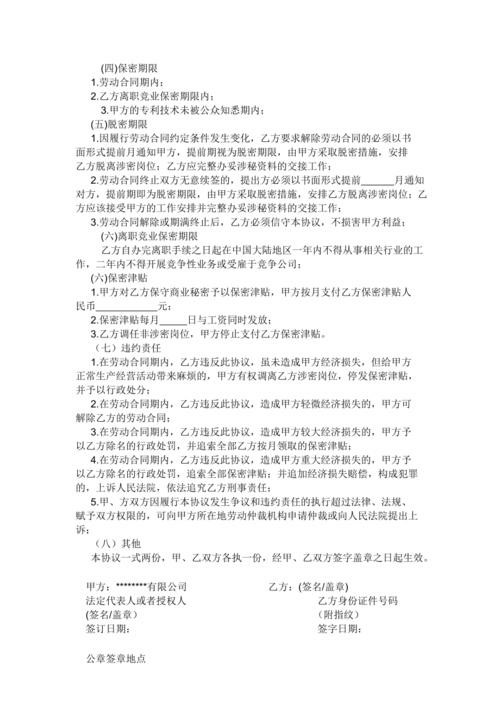 (四)保密期限
1.劳动合同期内；
2.乙方离职竞业保密期限内；
3.甲方的专利技术未被公众知悉期内；
(五)脱密期限
1.因履行劳动合同约定条件发生变化，乙方要求解除劳动合同的必须以书
面形式提前月通知甲方，提前期视为脱密期限，由甲方采取脱密措施，安排
乙方脱离涉密岗位；乙方应完整办妥涉秘资料的交接工作；
2.劳动合同终止双方无意续签的，提出方必须以书面形式提前______月通知
对方，提前期即为脱密期限，由甲方采取脱密措施，安排乙方脱离涉密岗位；乙
方应该接受甲方的工作安排并完整办妥涉秘资料的交接工作；
3.劳动合同解除或期满终止后，乙方必须信守本协议，不损害甲方利益；
(六)离职竞业保密期限
乙方自办完离职手续之日起在中国大陆地区一年内不得从事相关行业的工
作，二年内不得开展竞争性业务或受雇于竞争公司；
(六)保密津贴
1.甲方对乙方保守商业秘密予以保密津贴，甲方按月支付乙方保密津贴人
民币___________元；
2.保密津贴每月_____日与工资同时发放；
3.乙方调任非涉密岗位，甲方停止支付乙方保密津贴。
（七）违约责任
1.在劳动合同期内，乙方违反此协议，虽未造成甲方经济损失，但给甲方
正常生产经营活动带来麻烦的，甲方有权调离乙方涉密岗位，停发保密津贴，
并予以行政处分；
2.在劳动合同期内，乙方违反此协议，造成甲方轻微经济损失的，甲方可
解除乙方的劳动合同；
3.在劳动合同期内，乙方违反此协议，造成甲方较大经济损失的，甲方予
以乙方除名的行政处罚，并追索全部乙方按月领取的保密津贴；
4.在劳动合同期内，乙方违反此协议，造成甲方重大经济损失的，甲方予
以乙方除名的行政处罚，追索全部保密津贴；并追加经济损失赔偿，构成犯罪
的，上诉人民法院，依法追究乙方刑事责任；
5.甲、方双方因履行本协议发生争议和违约责任的执行超过法律、法规、
赋予双方权限的，可向甲方所在地劳动仲裁机构申请仲裁或向人民法院提出上
诉；
（八）其他
本协议一式两份，甲、乙双方各执一份，经甲、乙双方签字盖章之日起生效。
甲方：********有限公司 乙方：(签名/盖章)
法定代表人或者授权人 乙方身份证件号码
(签名/盖章） （附指纹）
签订日期： 签字日期：
公章签章地点